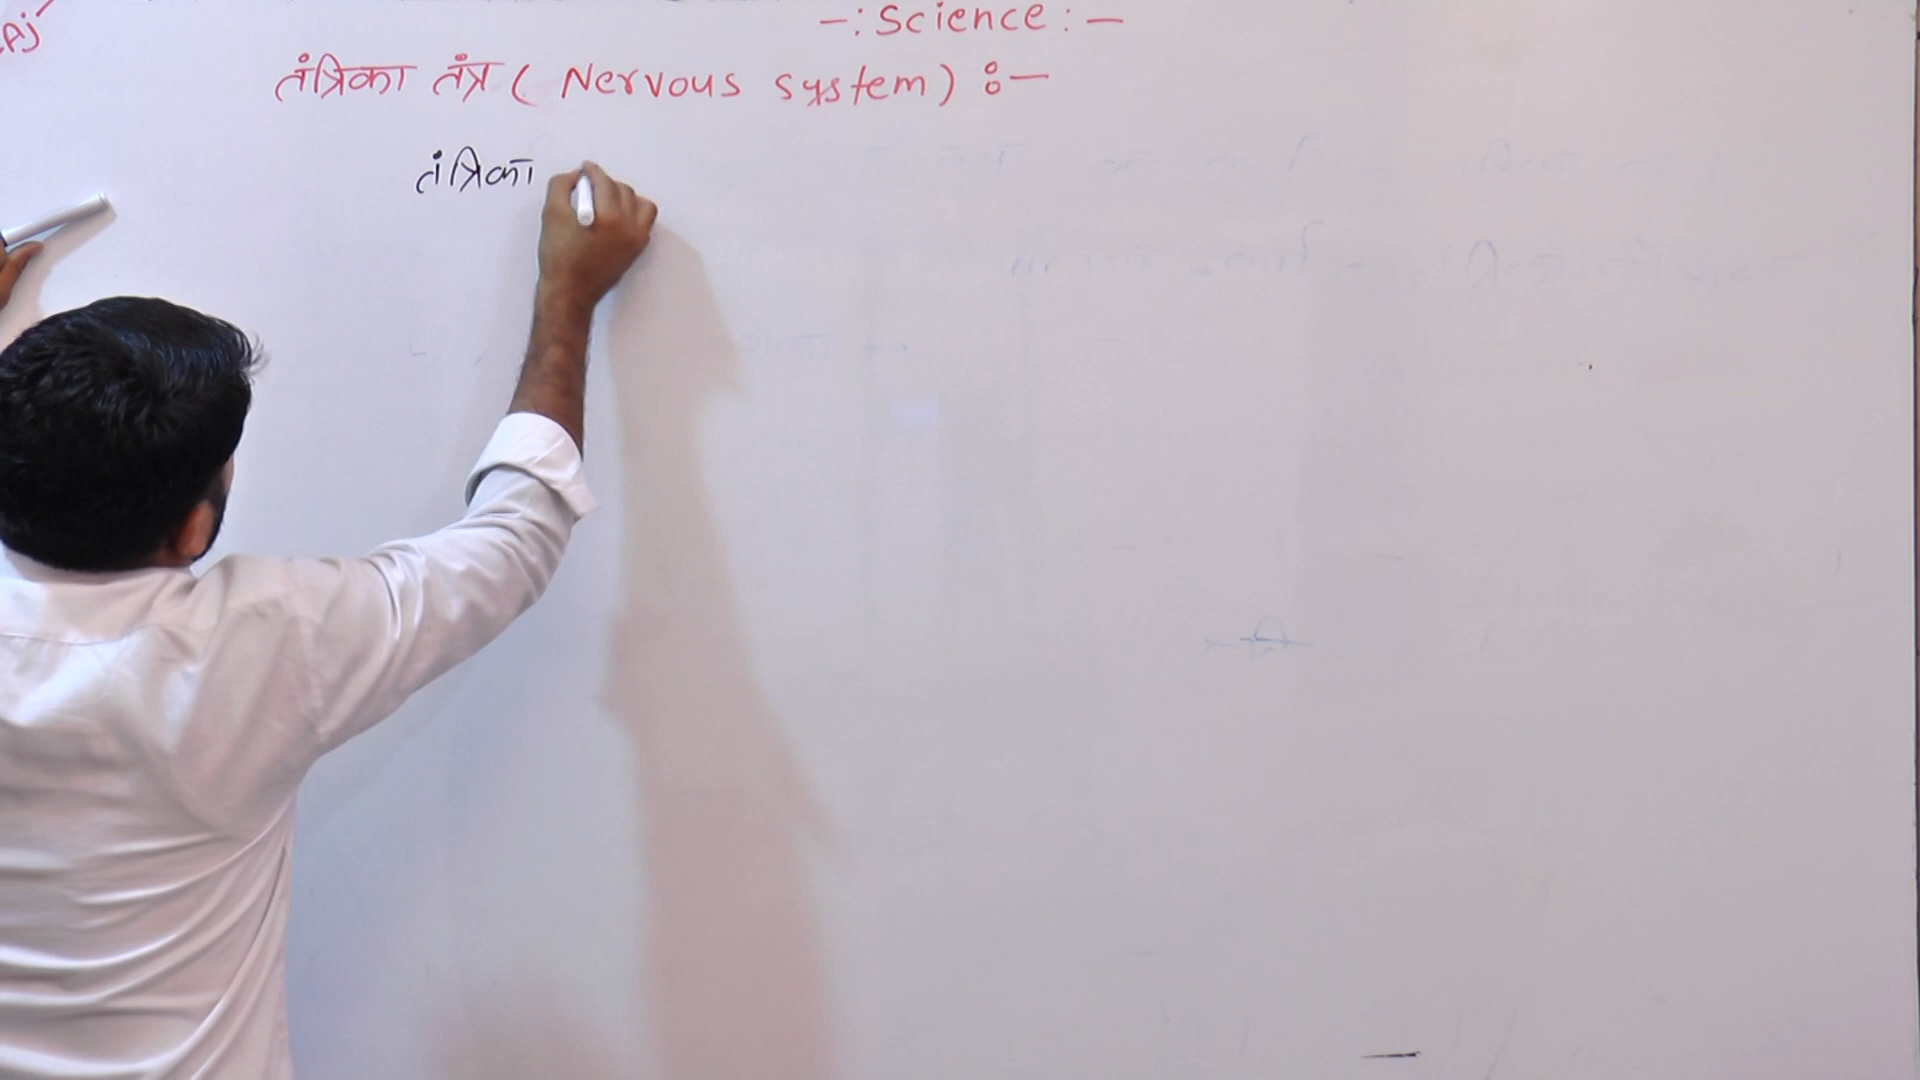 -: Science :-
तंत्रिका तंत्र ( Nervous system ) :-
तंत्रिका